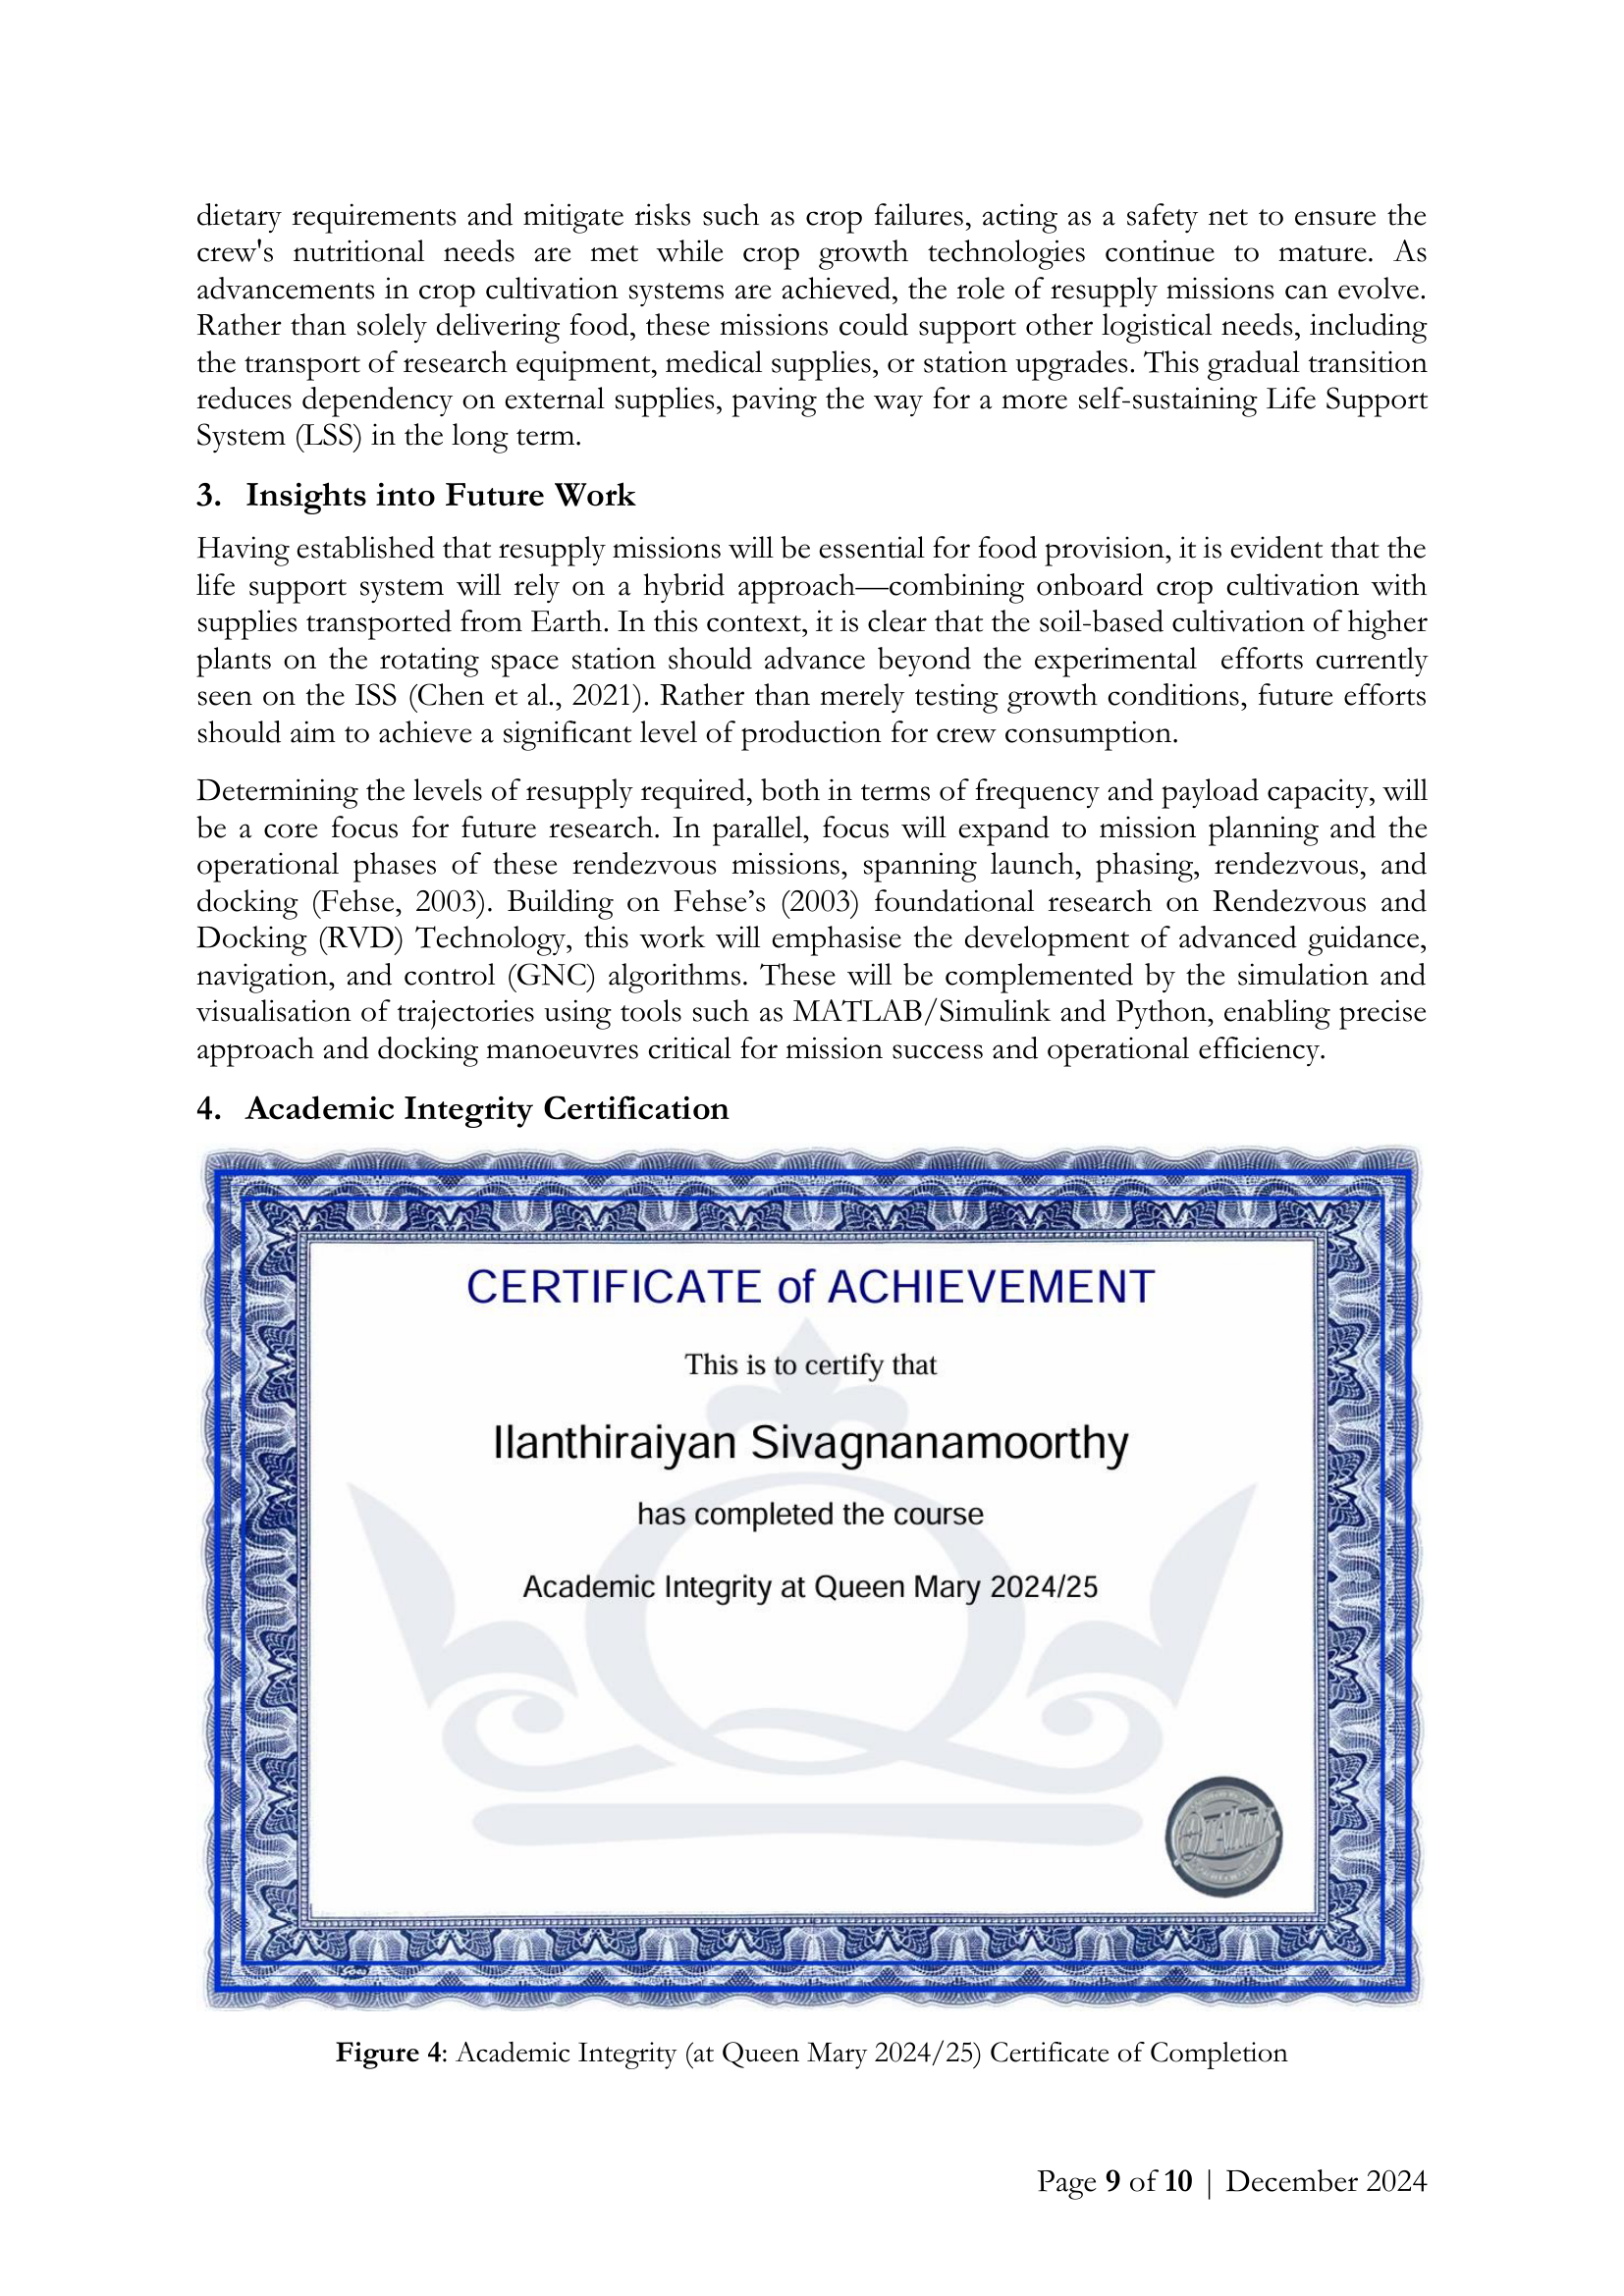 dietary requirements and mitigate risks such as crop failures, acting as a safety net to ensure the
crew's nutritional needs are met while crop growth technologies continue to mature. As
advancements in crop cultivation systems are achieved, the role of resupply missions can evolve.
Rather than solely delivering food, these missions could support other logistical needs, including
the transport of research equipment, medical supplies, or station upgrades. This gradual transition
reduces dependency on external supplies, paving the way for a more self-sustaining Life Support
System (LSS) in the long term.
3. Insights into Future Work
Having established that resupply missions will be essential for food provision, it is evident that the
life support system will rely on a hybrid approach—combining onboard crop cultivation with
supplies transported from Earth. In this context, it is clear that the soil-based cultivation of higher
plants on the rotating space station should advance beyond the experimental efforts currently
seen on the ISS (Chen et al., 2021). Rather than merely testing growth conditions, future efforts
should aim to achieve a significant level of production for crew consumption.
Determining the levels of resupply required, both in terms of frequency and payload capacity, will
be a core focus for future research. In parallel, focus will expand to mission planning and the
operational phases of these rendezvous missions, spanning launch, phasing, rendezvous, and
docking (Fehse, 2003). Building on Fehse’s (2003) foundational research on Rendezvous and
Docking (RVD) Technology, this work will emphasise the development of advanced guidance,
navigation, and control (GNC) algorithms. These will be complemented by the simulation and
visualisation of trajectories using tools such as MATLAB/Simulink and Python, enabling precise
approach and docking manoeuvres critical for mission success and operational efficiency.
4. Academic Integrity Certification
CERTIFICATE of ACHIEVEMENT
This is to certify that
Ilanthiraiyan Sivagnanamoorthy
has completed the course
Academic Integrity at Queen Mary 2024/25
Figure 4: Academic Integrity (at Queen Mary 2024/25) Certificate of Completion
Page 9 of 10 | December 2024